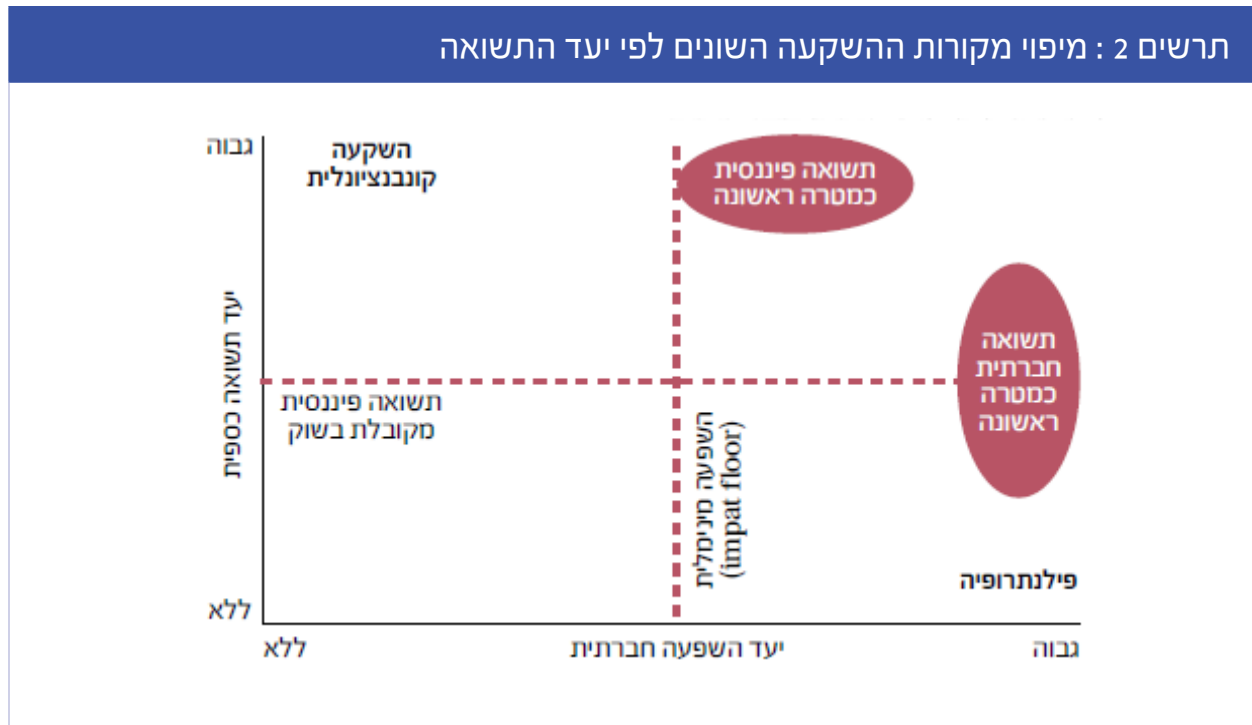 תרשים 2 : מיפוי מקורות ההשקעה השונים לפי יעד התשואה
גבוה
השקעה
קונבנציונלית
תשואה פיננסית
כמטרה ראשונה
יעד תשואה כספית
תשואה
חברתית
כמטרה
ראשונה
תשואה פיננסית
מקובלת בשוק
השפעה מינימלית
(impat floor)
פילנתרופיה
ללא
ללא
יעד השפעה חברתית
גבוה